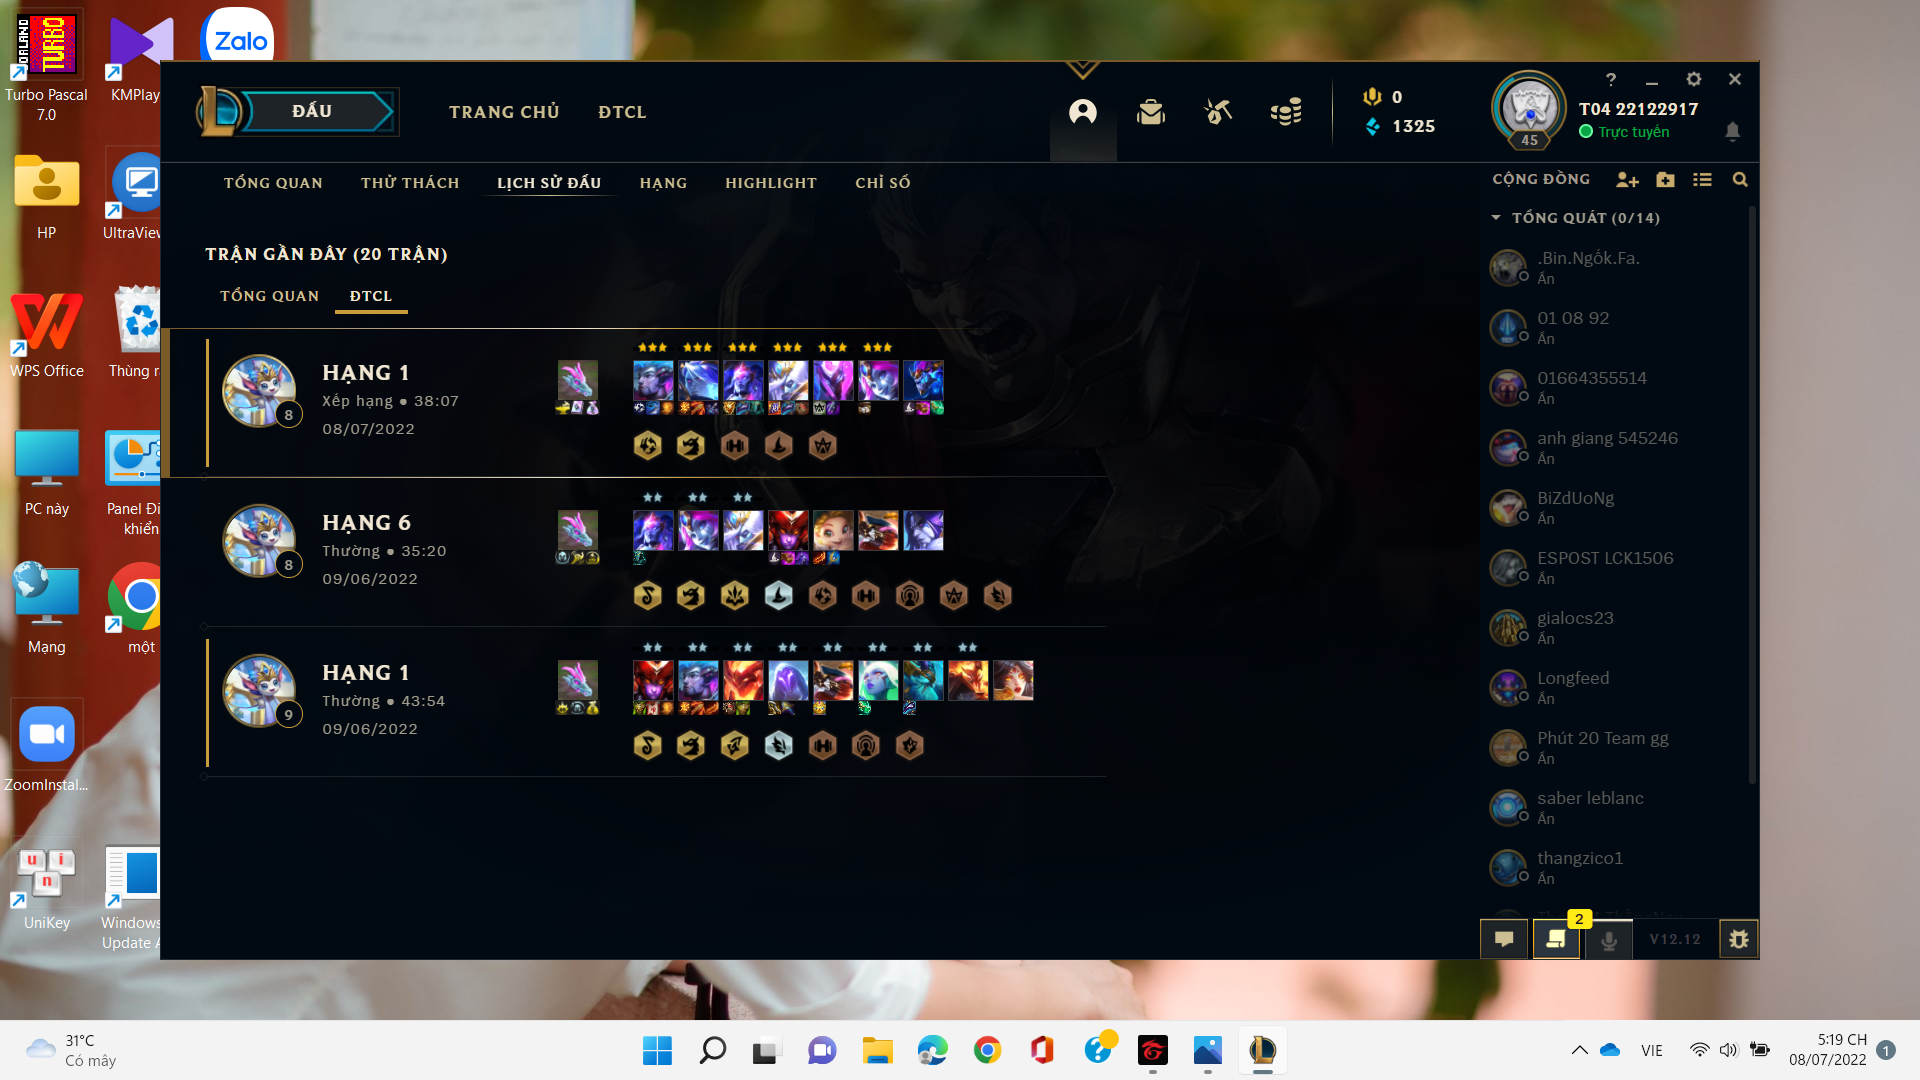 Turbo Pascal
7.0
KMPlay
Zalo
HP
UltraView
WPS Office
Thùng r
PC này
Panel Đi
khiển
Mạng
một
ZoomInstal...
UniKey
Windows
Update A
ĐẤU
TRANG CHỦ
ĐTCL
0
1325
45
T04 22122917
Trực tuyến
TỔNG QUAN
THỬ THÁCH
LỊCH SỬ ĐẤU
HẠNG
HIGHLIGHT
CHỈ SỐ
TRẬN GẦN ĐÂY (20 TRẬN)
TỔNG QUAN
ĐTCL
8
HẠNG 1
Xếp hạng ● 38:07
08/07/2022
8
HẠNG 6
Thường ● 35:20
09/06/2022
9
HẠNG 1
Thường ● 43:54
09/06/2022
CỘNG ĐỒNG
TỔNG QUÁT (0/14)
.Bin.Ngốk.Fa.
Ẩn
01 08 92
Ẩn
01664355514
Ẩn
anh giang 545246
Ẩn
BiZdUoNg
Ẩn
ESPOST LCK1506
Ẩn
gialocs23
Ẩn
Longfeed
Ẩn
Phút 20 Team gg
Ẩn
saber leblanc
Ẩn
thangzico1
Ẩn
2
V12.12
31°C
Có mây
VIE
5:19 CH
08/07/2022
1